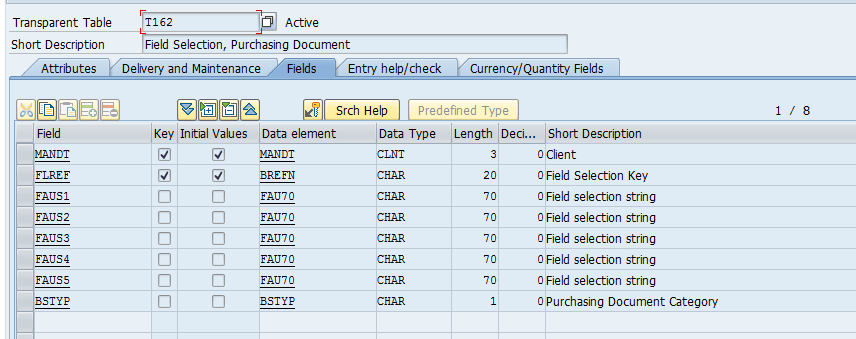 Transparent Table T162 Active
Short Description Field Selection, Purchasing Document
Attributes Delivery and Maintenance Fields Entry help/check Currency/Quantity Fields
Srch Help Predefined Type 1 / 8
Field Key Initial Values Data element Data Type Length Deci... Short Description
MANDT MANDT CLNT 3 0 Client
FLREF BREFN CHAR 20 0 Field Selection Key
FAUS1 FAU70 CHAR 70 0 Field selection string
FAUS2 FAU70 CHAR 70 0 Field selection string
FAUS3 FAU70 CHAR 70 0 Field selection string
FAUS4 FAU70 CHAR 70 0 Field selection string
FAUS5 FAU70 CHAR 70 0 Field selection string
BSTYP BSTYP CHAR 1 0 Purchasing Document Category